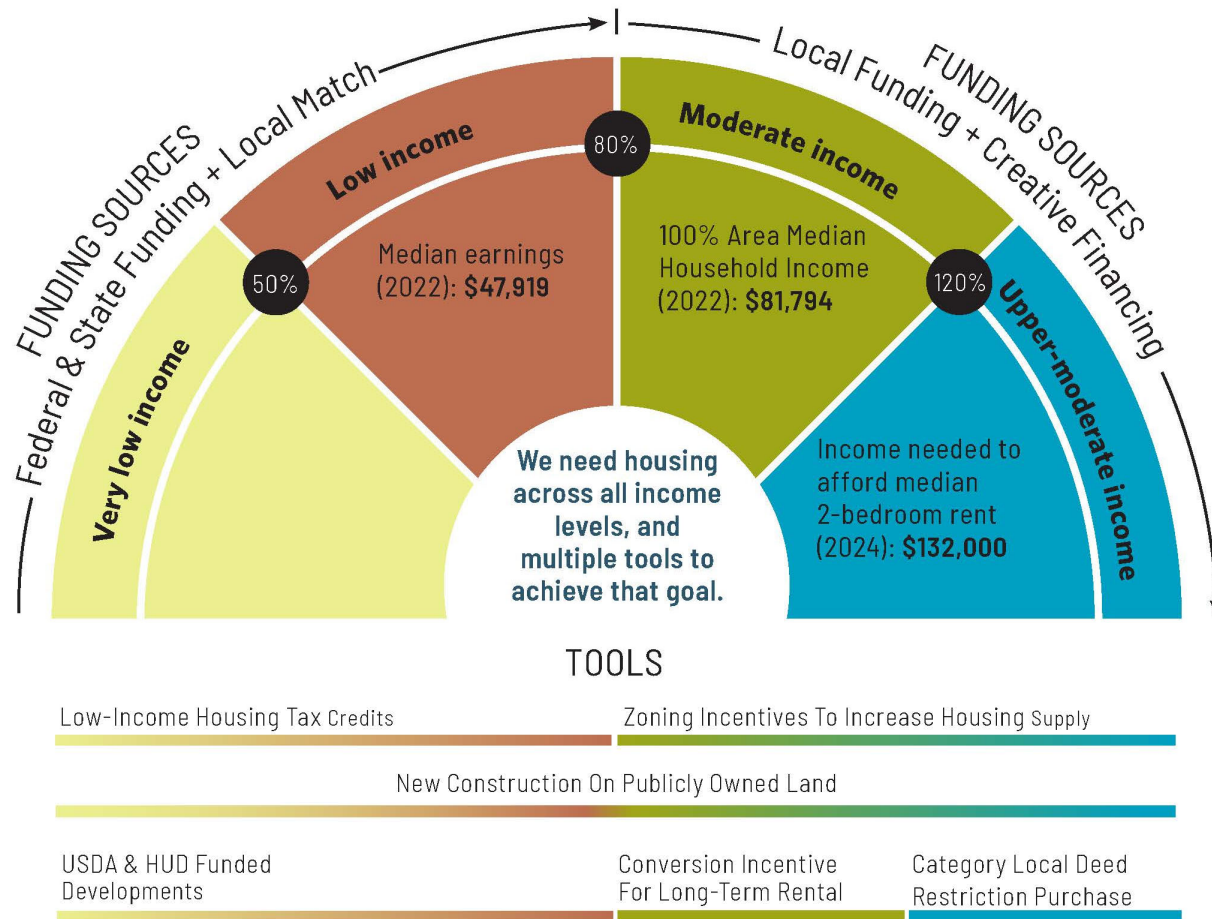 FUNDING SOURCES
Federal & State Funding + Local Match
FUNDING SOURCES
Local Funding + Creative Financing
Very low income
50%
Low income
80%
Moderate income
120%
Upper-moderate income
Median earnings
(2022): $47,919
100% Area Median
Household Income
(2022): $81,794
Income needed to
afford median
2-bedroom rent
(2024): $132,000
We need housing
across all income
levels, and
multiple tools to
achieve that goal.
TOOLS
Low-Income Housing Tax Credits
Zoning Incentives To Increase Housing Supply
New Construction On Publicly Owned Land
USDA & HUD Funded
Developments
Conversion Incentive
For Long-Term Rental
Category Local Deed
Restriction Purchase